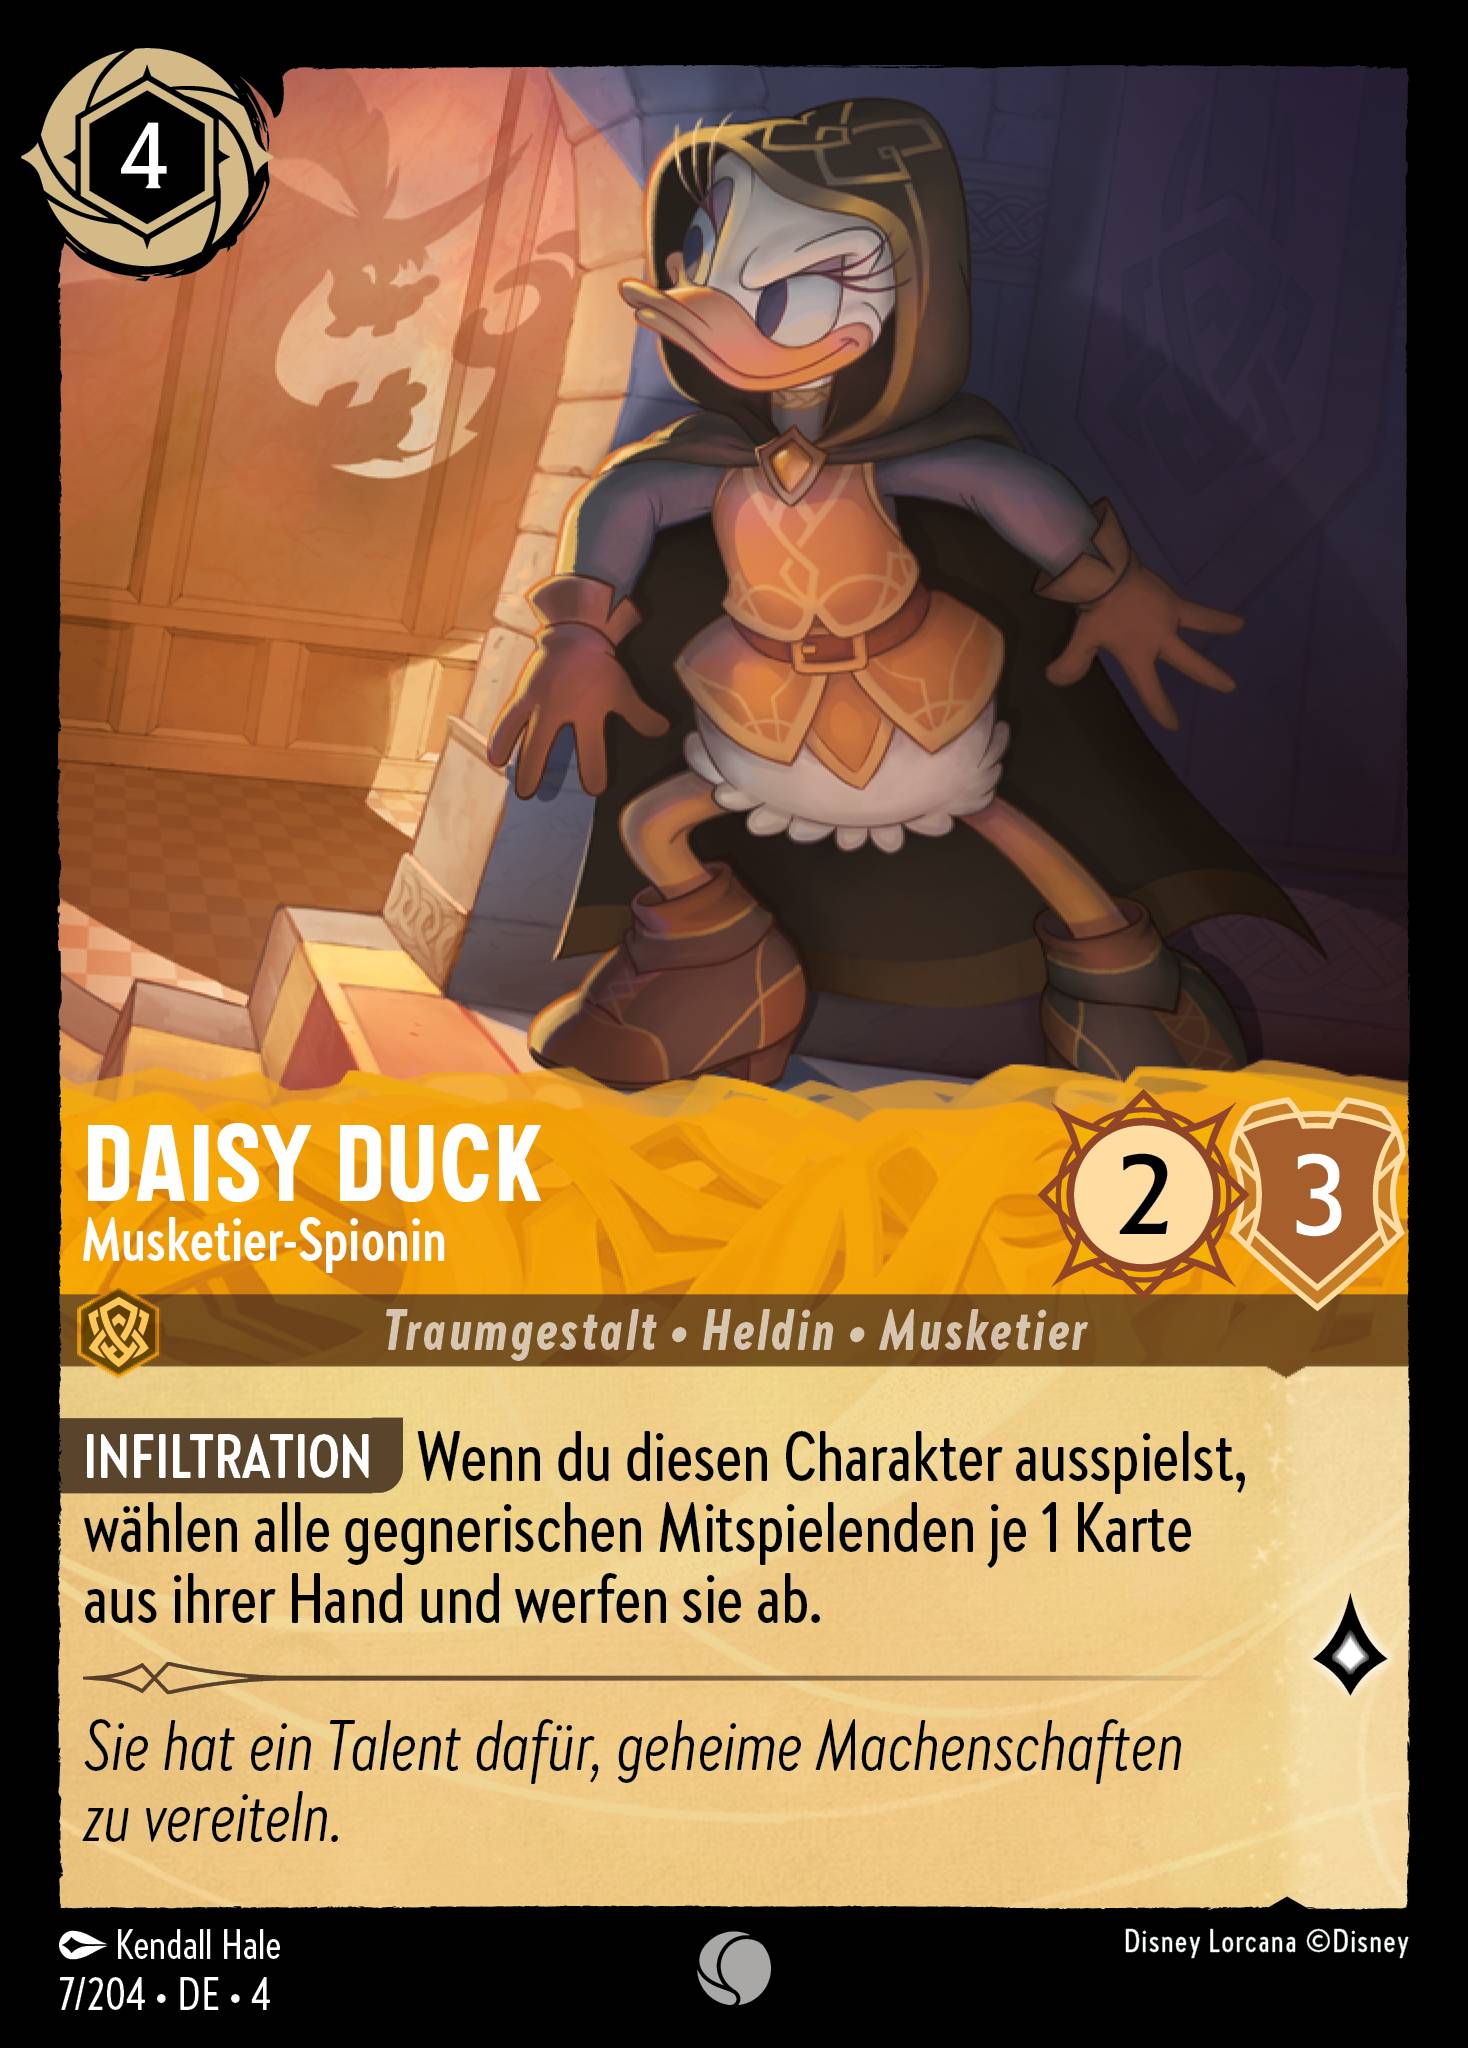 4
DAISY DUCK
Musketier-Spionin
2
3
Traumgestalt • Heldin • Musketier
INFILTRATION Wenn du diesen Charakter ausspielst,
wählen alle gegnerischen Mitspielenden je 1 Karte
aus ihrer Hand und werfen sie ab.
Sie hat ein Talent dafür, geheime Machenschaften
zu vereiteln.
Kendall Hale
Disney Lorcana ©Disney
7/204 • DE • 4